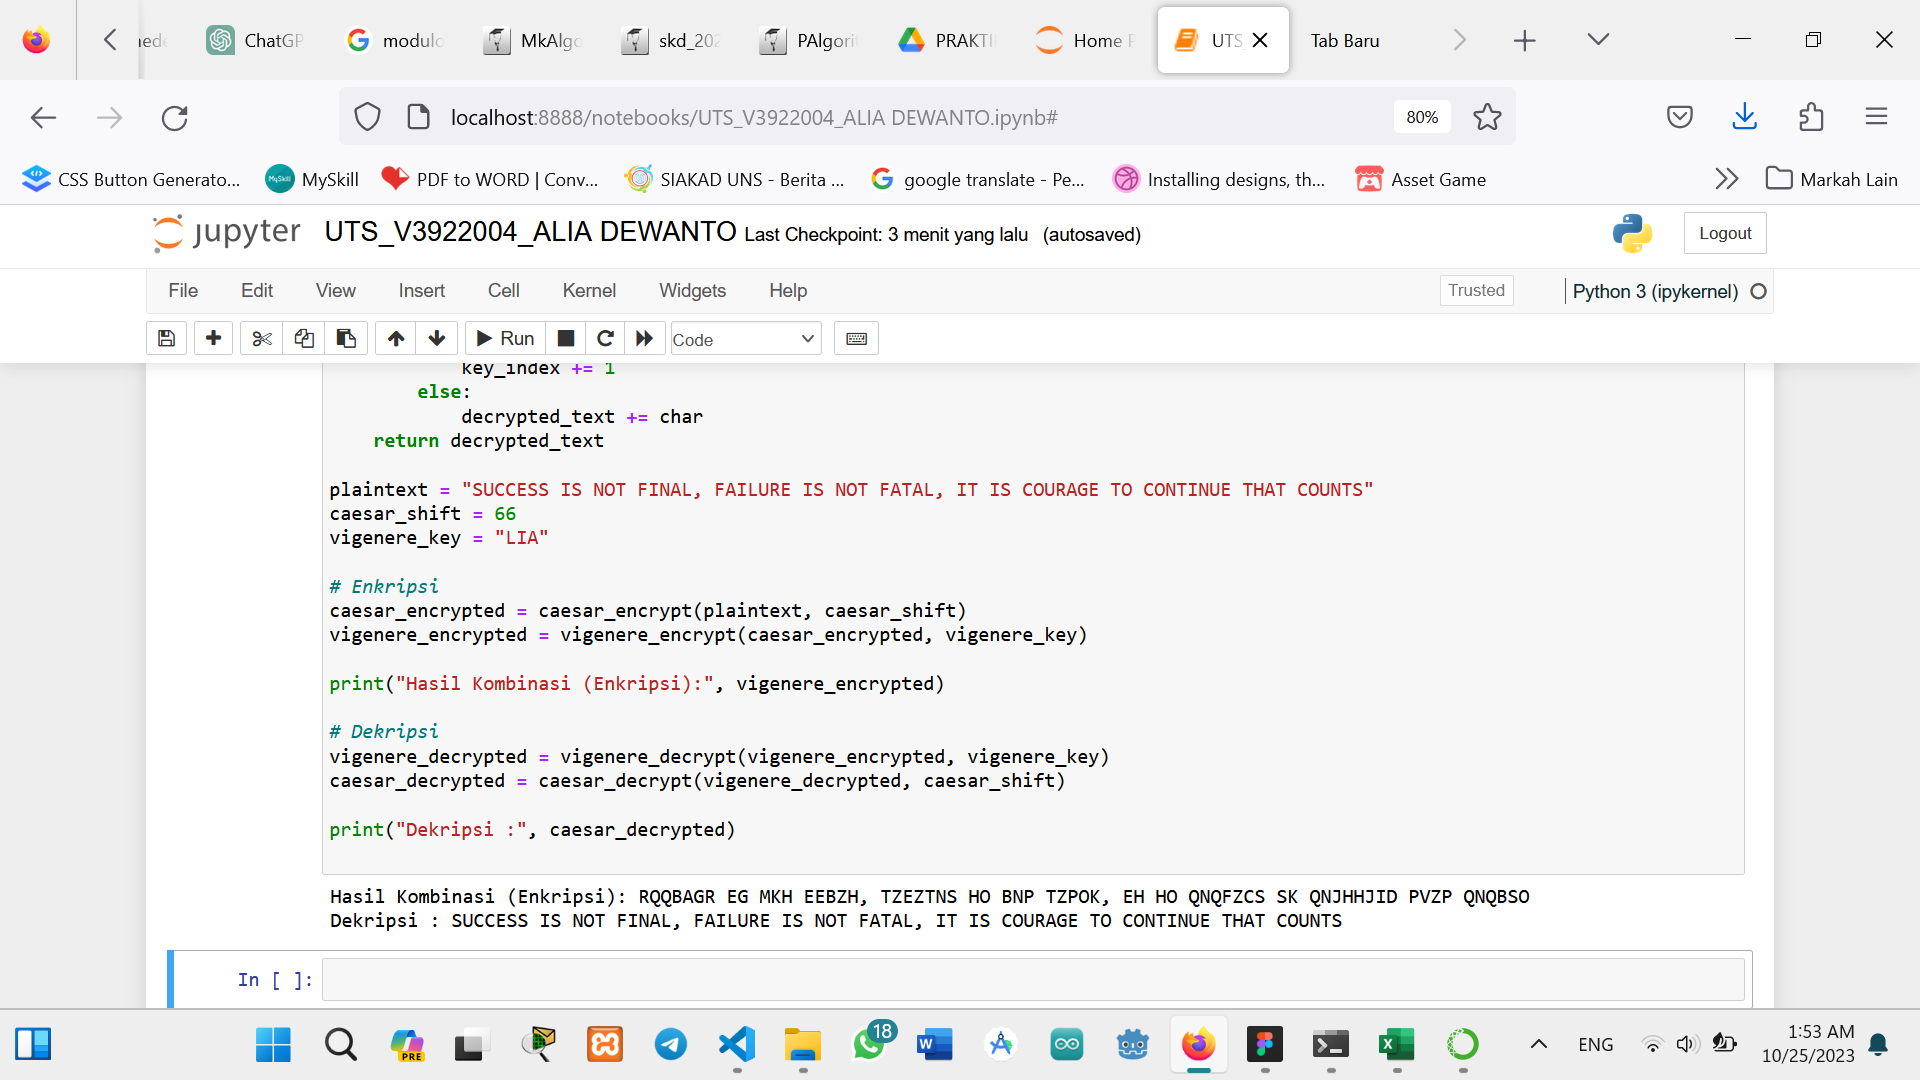 ChatGP
modulo
MkAlgo
skd_202
PAlgorit
PRAKTI
Home P
UTS
Tab Baru
localhost:8888/notebooks/UTS_V3922004_ALIA DEWANTO.ipynb#
80%
CSS Button Generato...
MySkill
MySkill
PDF to WORD | Conv...
SIAKAD UNS - Berita ...
google translate - Pe...
Installing designs, th...
Asset Game
Markah Lain
jupyter UTS_V3922004_ALIA DEWANTO Last Checkpoint: 3 menit yang lalu (autosaved)
Logout
File Edit View Insert Cell Kernel Widgets Help
Trusted
Python 3 (ipykernel)
Run
Code
key_index += 1
else:
decrypted_text += char
return decrypted_text
plaintext = "SUCCESS IS NOT FINAL, FAILURE IS NOT FATAL, IT IS COURAGE TO CONTINUE THAT COUNTS"
caesar_shift = 66
vigenere_key = "LIA"
# Enkripsi
caesar_encrypted = caesar_encrypt(plaintext, caesar_shift)
vigenere_encrypted = vigenere_encrypt(caesar_encrypted, vigenere_key)
print("Hasil Kombinasi (Enkripsi):", vigenere_encrypted)
# Dekripsi
vigenere_decrypted = vigenere_decrypt(vigenere_encrypted, vigenere_key)
caesar_decrypted = caesar_decrypt(vigenere_decrypted, caesar_shift)
print("Dekripsi :", caesar_decrypted)
Hasil Kombinasi (Enkripsi): RQQBAGR EG MKH EEBZH, TZEZTNS HO BNP TZPOK, EH HO QNQFZCS SK QNJHHJID PVZP QNQBSO
Dekripsi : SUCCESS IS NOT FINAL, FAILURE IS NOT FATAL, IT IS COURAGE TO CONTINUE THAT COUNTS
In [ ]:
PRE
18
ENG
1:53 AM
10/25/2023